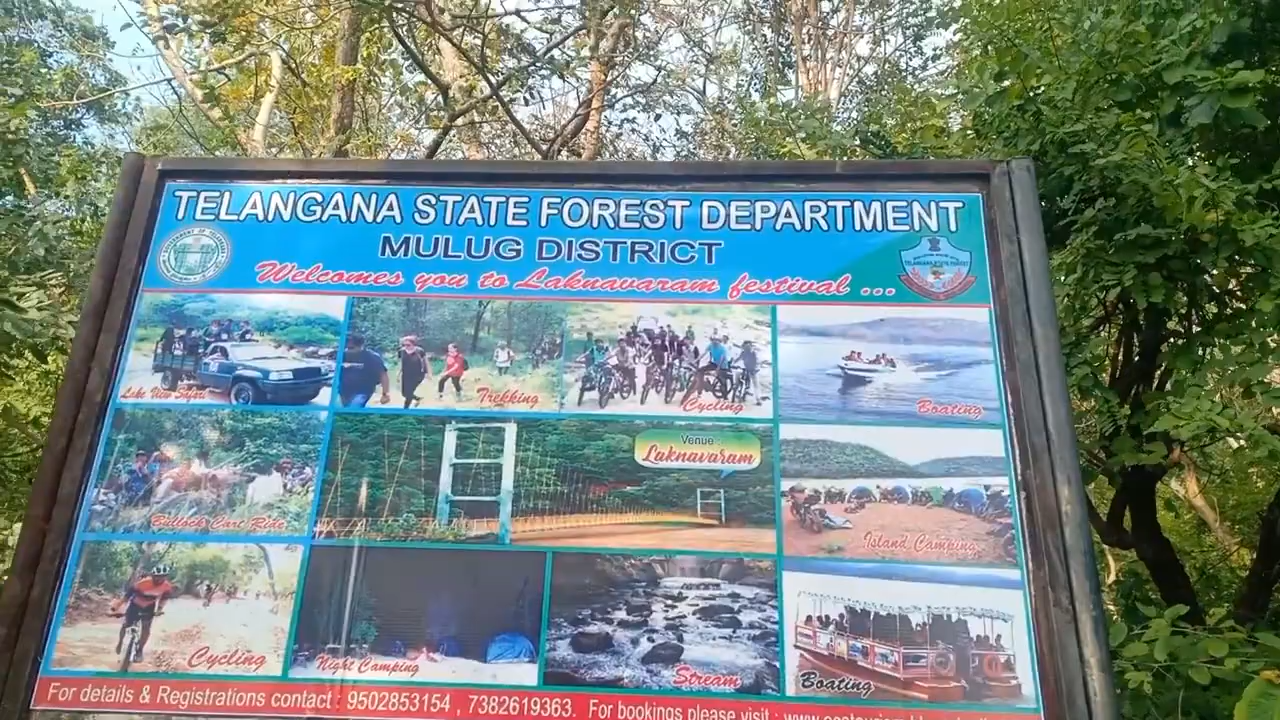 TELANGANA STATE FOREST DEPARTMENT
MULUG DISTRICT
Welcomes you to Laknavaram festival ...
Lake View Safari
Trekking
Cycling
Boating
Bullock Cart Ride
Venue :
Laknavaram
Island Camping
Cycling
Night Camping
Stream
Boating
For details & Registrations contact : 9502853154 , 7382619363. For bookings please visit :